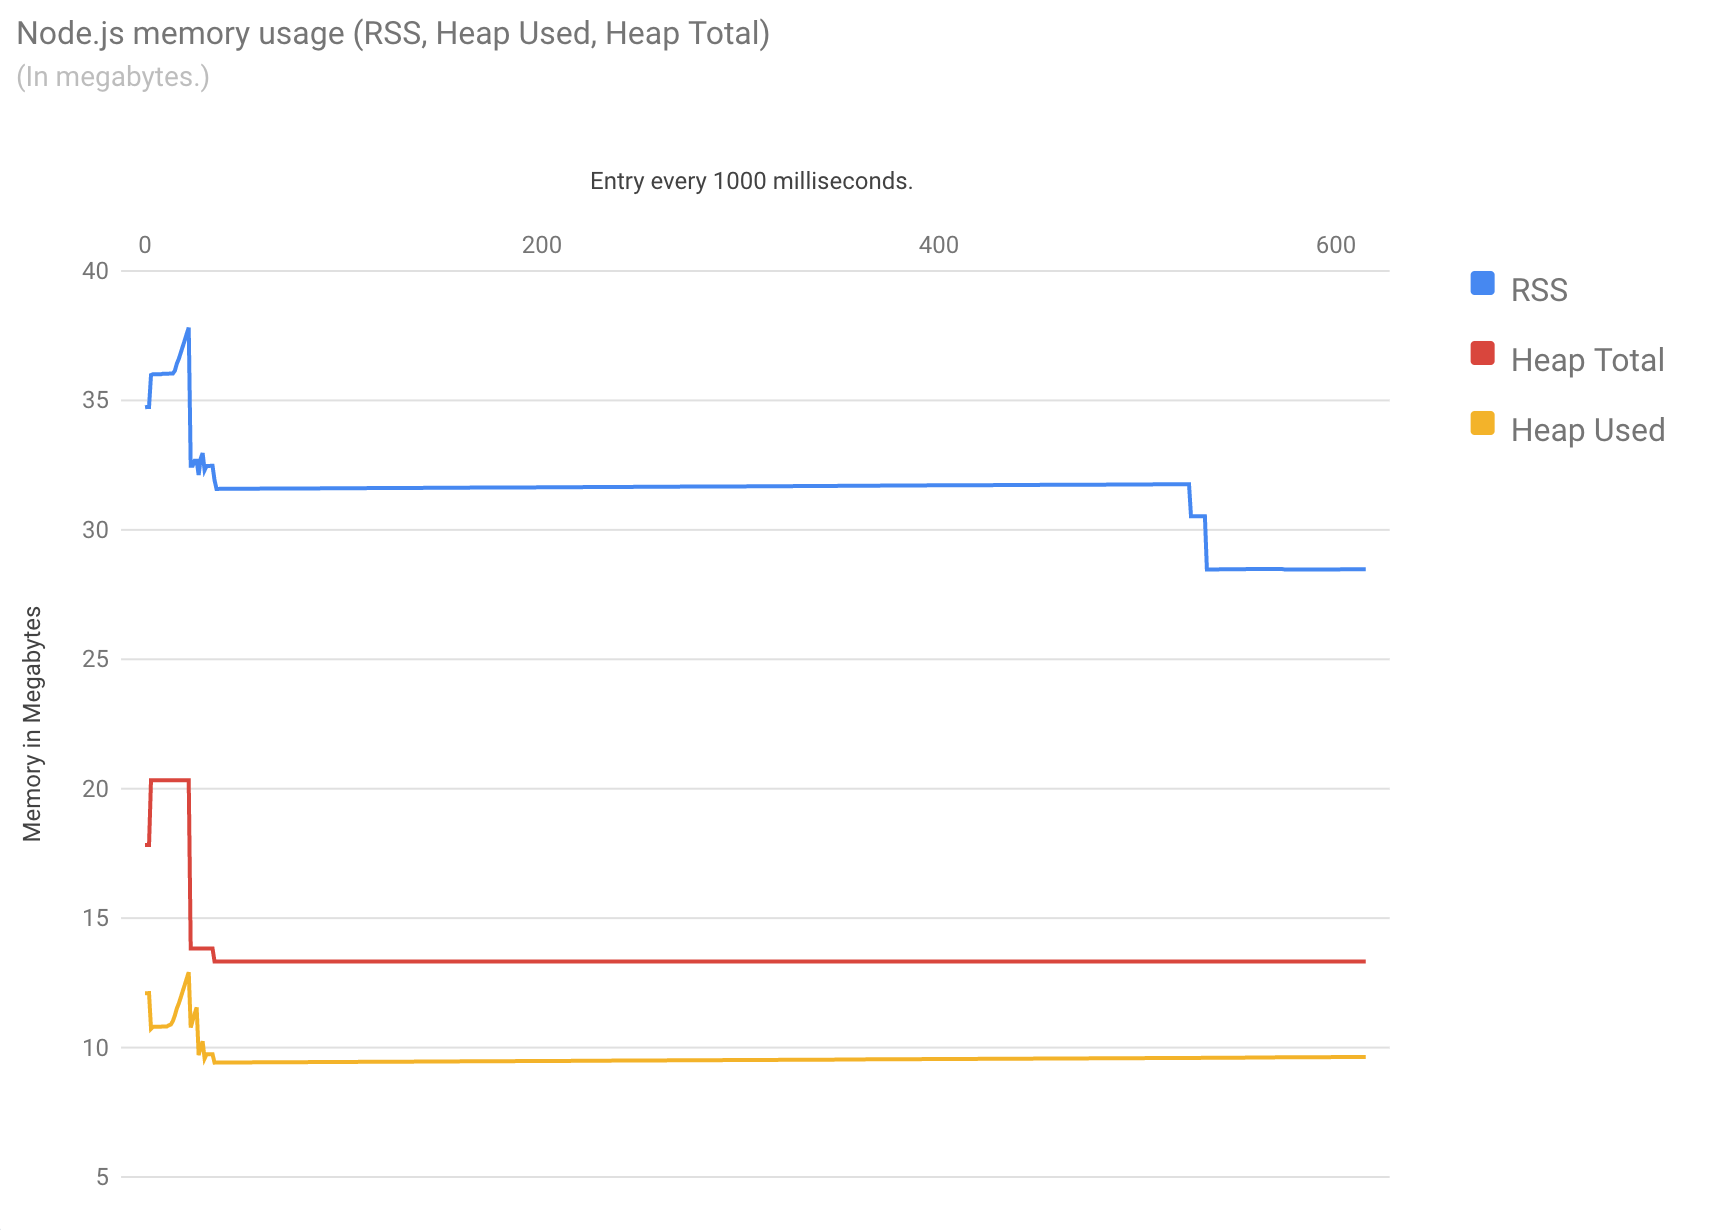 Node.js memory usage (RSS, Heap Used, Heap Total)
(In megabytes.)
Entry every 1000 milliseconds.
0 200 400 600
40
35
30
25
20
15
10
5
Memory in Megabytes
RSS
Heap Total
Heap Used